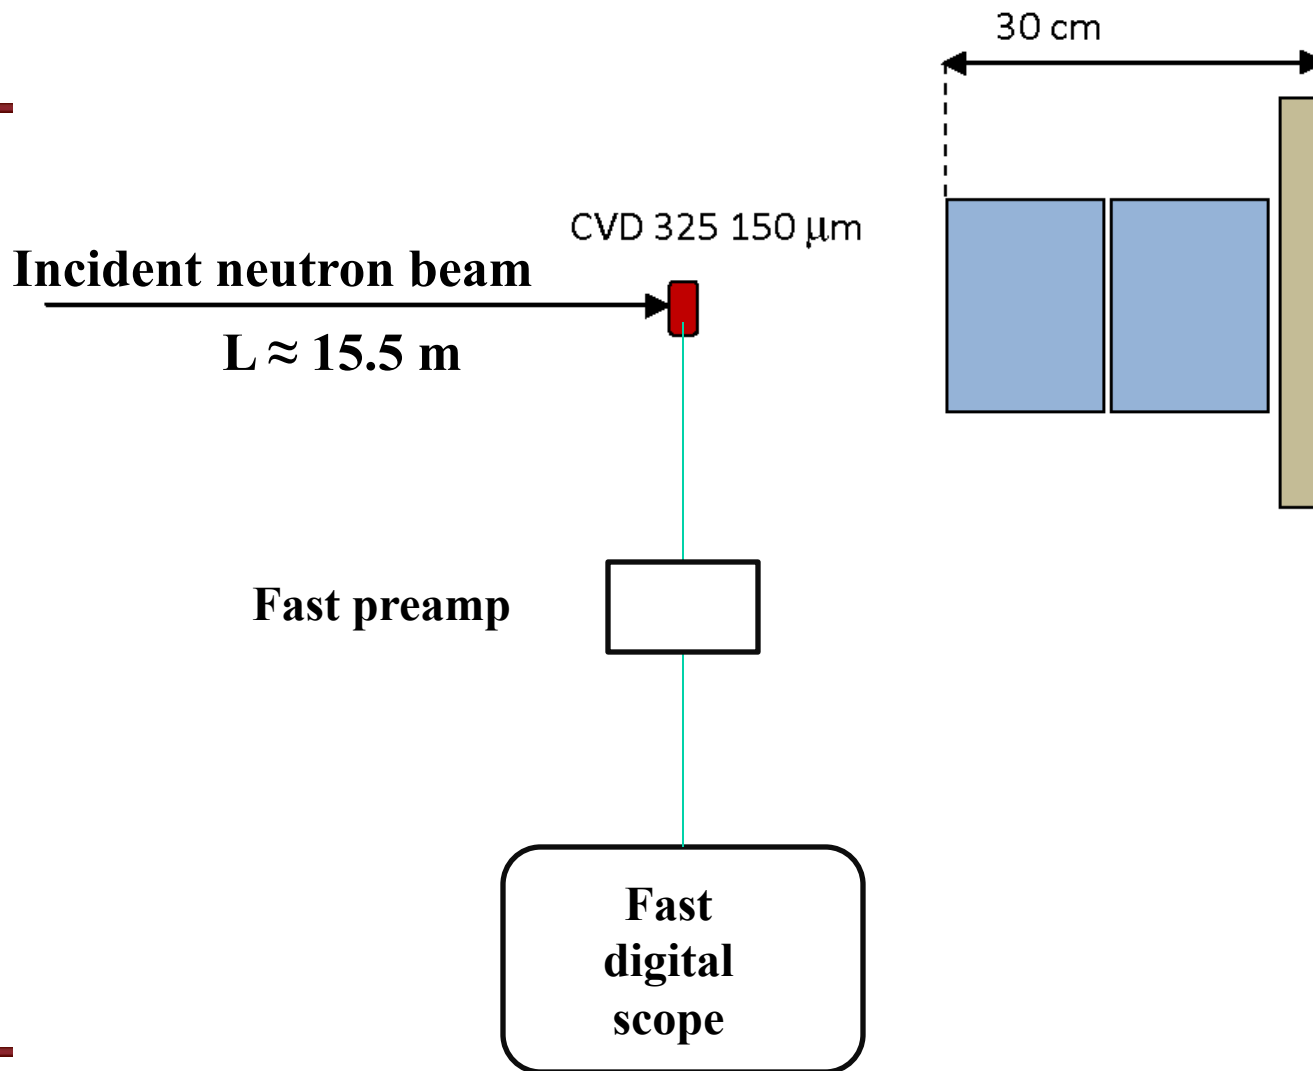 30 cm
CVD 325 150 μm
Incident neutron beam
L ≈ 15.5 m
Fast preamp
Fast
digital
scope